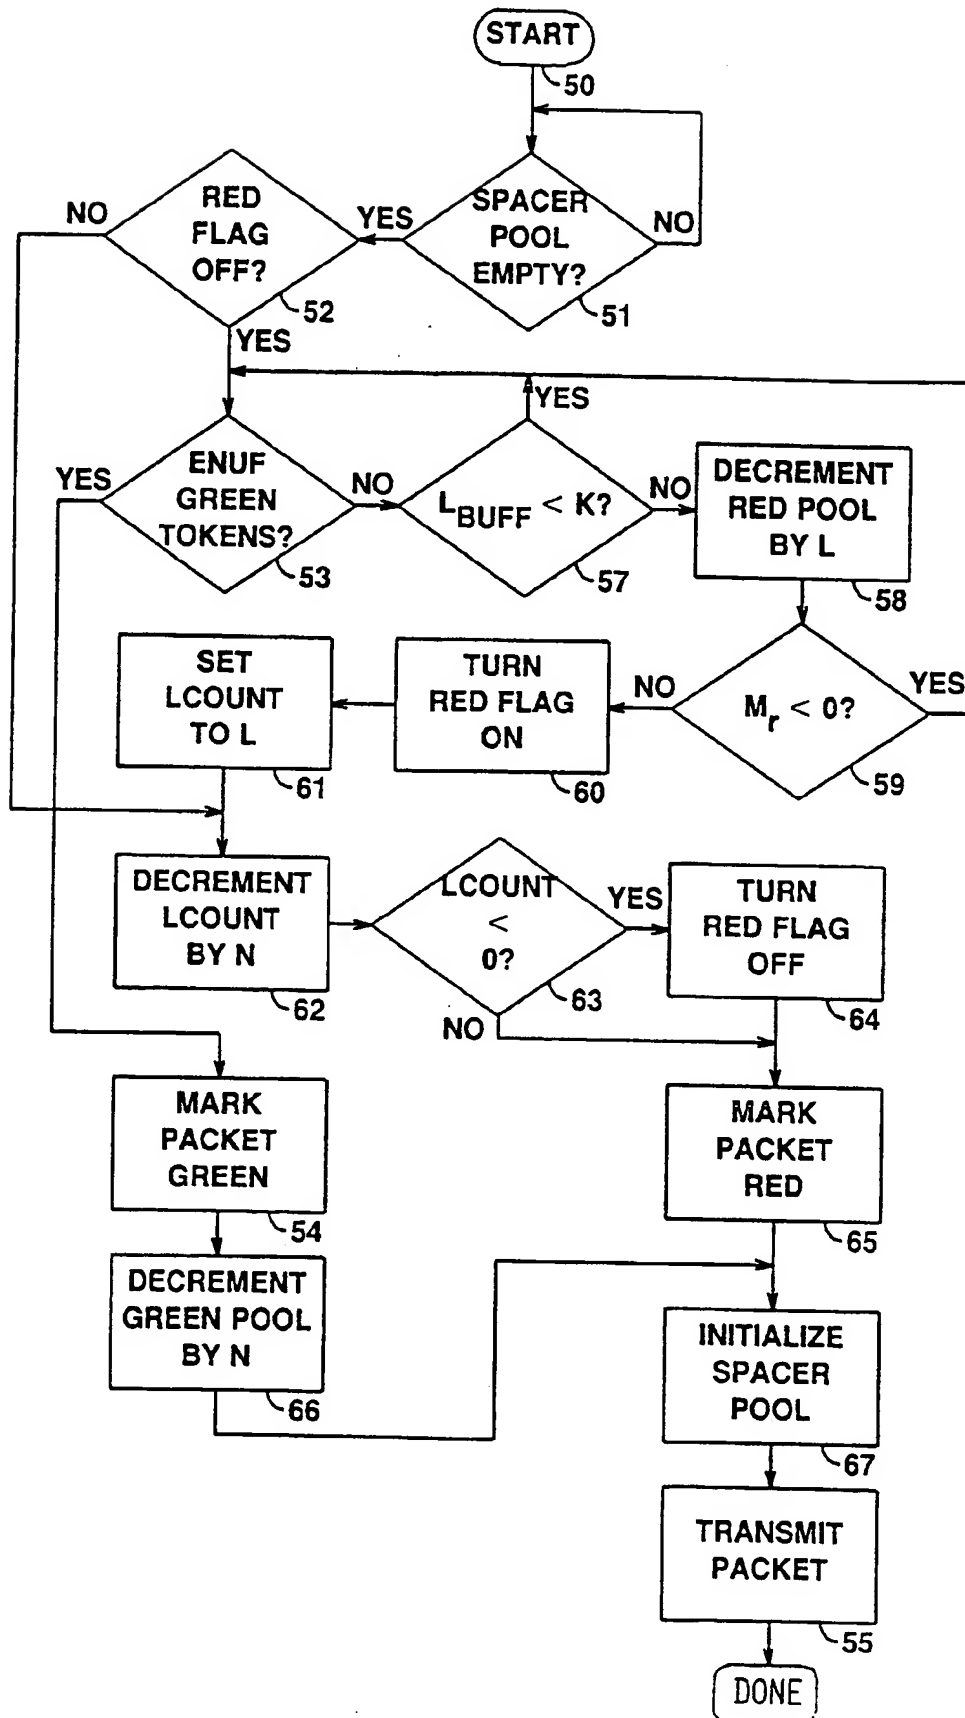 START
50
RED
FLAG
OFF?
52
NO
YES
SPACER
POOL
EMPTY?
51
NO
YES
YES
ENUF
GREEN
TOKENS?
53
YES
NO
L_BUFF < K?
57
NO
DECREMENT
RED POOL
BY L
58
SET
LCOUNT
TO L
61
TURN
RED FLAG
ON
60
NO
M_r < 0?
59
YES
DECREMENT
LCOUNT
BY N
62
LCOUNT
<
0?
63
YES
NO
TURN
RED FLAG
OFF
64
MARK
PACKET
GREEN
54
MARK
PACKET
RED
65
DECREMENT
GREEN POOL
BY N
66
INITIALIZE
SPACER
POOL
67
TRANSMIT
PACKET
55
DONE